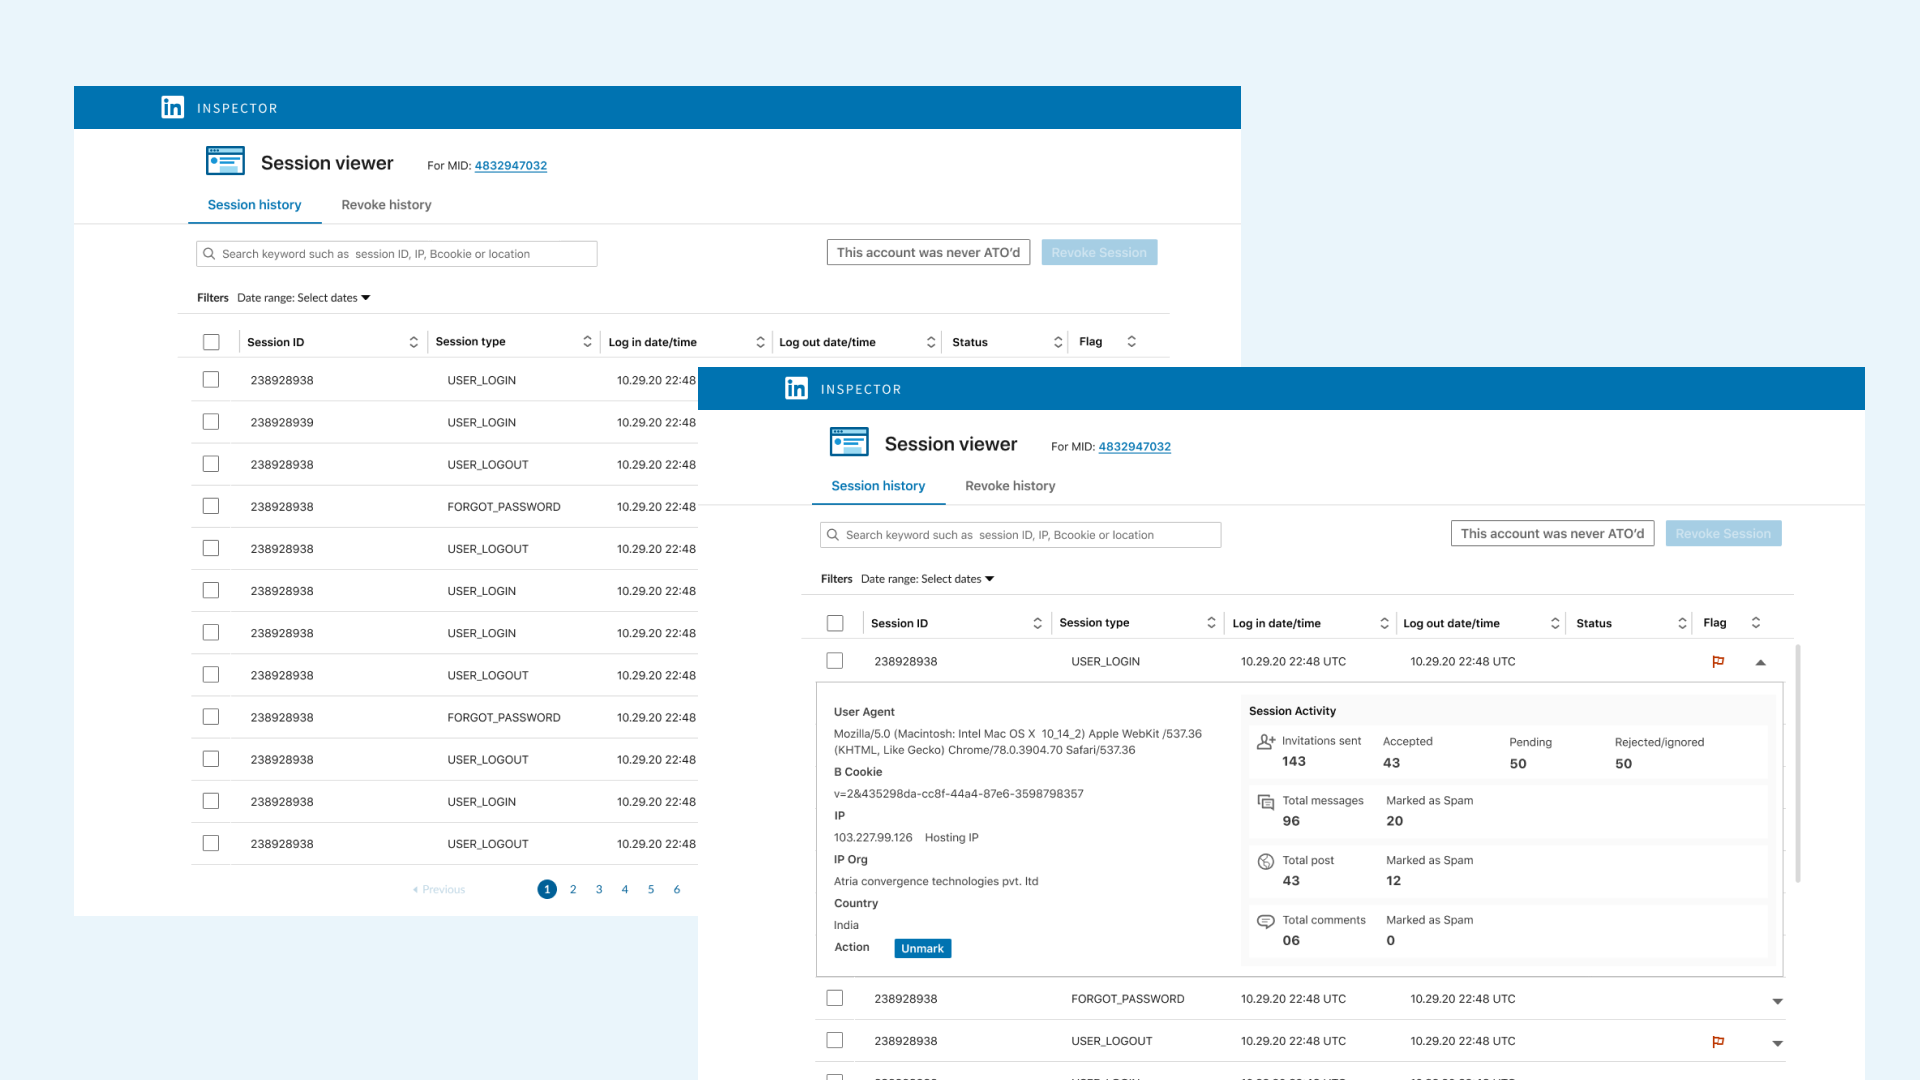 in INSPECTOR
Session viewer For MID: 4832947032
Session history Revoke history
Search keyword such as session ID, IP, Bcookie or location This account was never ATO'd Revoke Session
Filters Date range: Select dates
Session ID Session type Log in date/time Log out date/time Status Flag
238928938 USER_LOGIN 10.29.20 22:48
238928939 USER_LOGIN 10.29.20 22:48
238928938 USER_LOGOUT 10.29.20 22:48
238928938 FORGOT_PASSWORD 10.29.20 22:48
238928938 USER_LOGOUT 10.29.20 22:48
238928938 USER_LOGIN 10.29.20 22:48
238928938 USER_LOGIN 10.29.20 22:48
238928938 USER_LOGOUT 10.29.20 22:48
238928938 FORGOT_PASSWORD 10.29.20 22:48
238928938 USER_LOGOUT 10.29.20 22:48
238928938 USER_LOGIN 10.29.20 22:48
238928938 USER_LOGOUT 10.29.20 22:48
Previous 1 2 3 4 5 6
in INSPECTOR
Session viewer For MID: 4832947032
Session history Revoke history
Search keyword such as session ID, IP, Bcookie or location This account was never ATO'd Revoke Session
Filters Date range: Select dates
Session ID Session type Log in date/time Log out date/time Status Flag
238928938 USER_LOGIN 10.29.20 22:48 UTC 10.29.20 22:48 UTC
User Agent
Mozilla/5.0 (Macintosh: Intel Mac OS X 10_14_2) Apple WebKit /537.36
(KHTML, Like Gecko) Chrome/78.0.3904.70 Safari/537.36
B Cookie
v=2&435298da-cc8f-44a4-87e6-3598798357
IP
103.227.99.126 Hosting IP
IP Org
Atria convergence technologies pvt. ltd
Country
India
Action Unmark
Session Activity
Invitations sent Accepted Pending Rejected/ignored
143 43 50 50
Total messages Marked as Spam
96 20
Total post Marked as Spam
43 12
Total comments Marked as Spam
06 0
238928938 FORGOT_PASSWORD 10.29.20 22:48 UTC 10.29.20 22:48 UTC
238928938 USER_LOGOUT 10.29.20 22:48 UTC 10.29.20 22:48 UTC